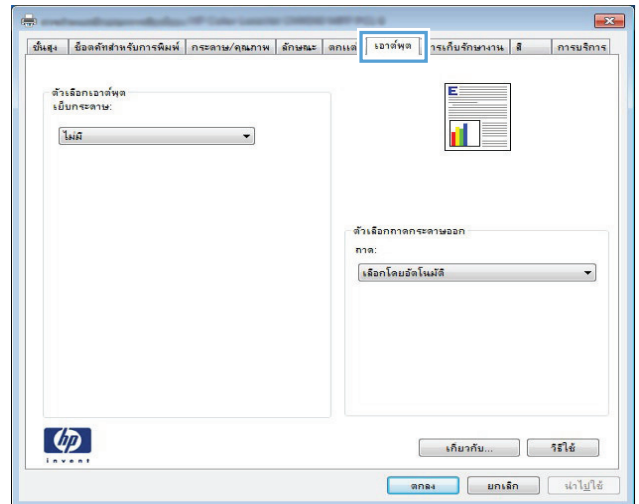 ขั้นสูง ช็อตคัทสำหรับการพิมพ์ กระดาษ/คุณภาพ ลักษณะ ตกแต่ เอาต์พุต ารเก็บรักษางาน สี การบริการ
ตัวเลือกเอาต์พุต
เย็บกระดาษ:
ไม่มี
E
ตัวเลือกถาดกระดาษออก
ถาด:
เลือกโดยอัตโนมัติ
hp
invent
เกี่ยวกับ... วิธีใช้
ตกลง ยกเลิก นำไปใช้